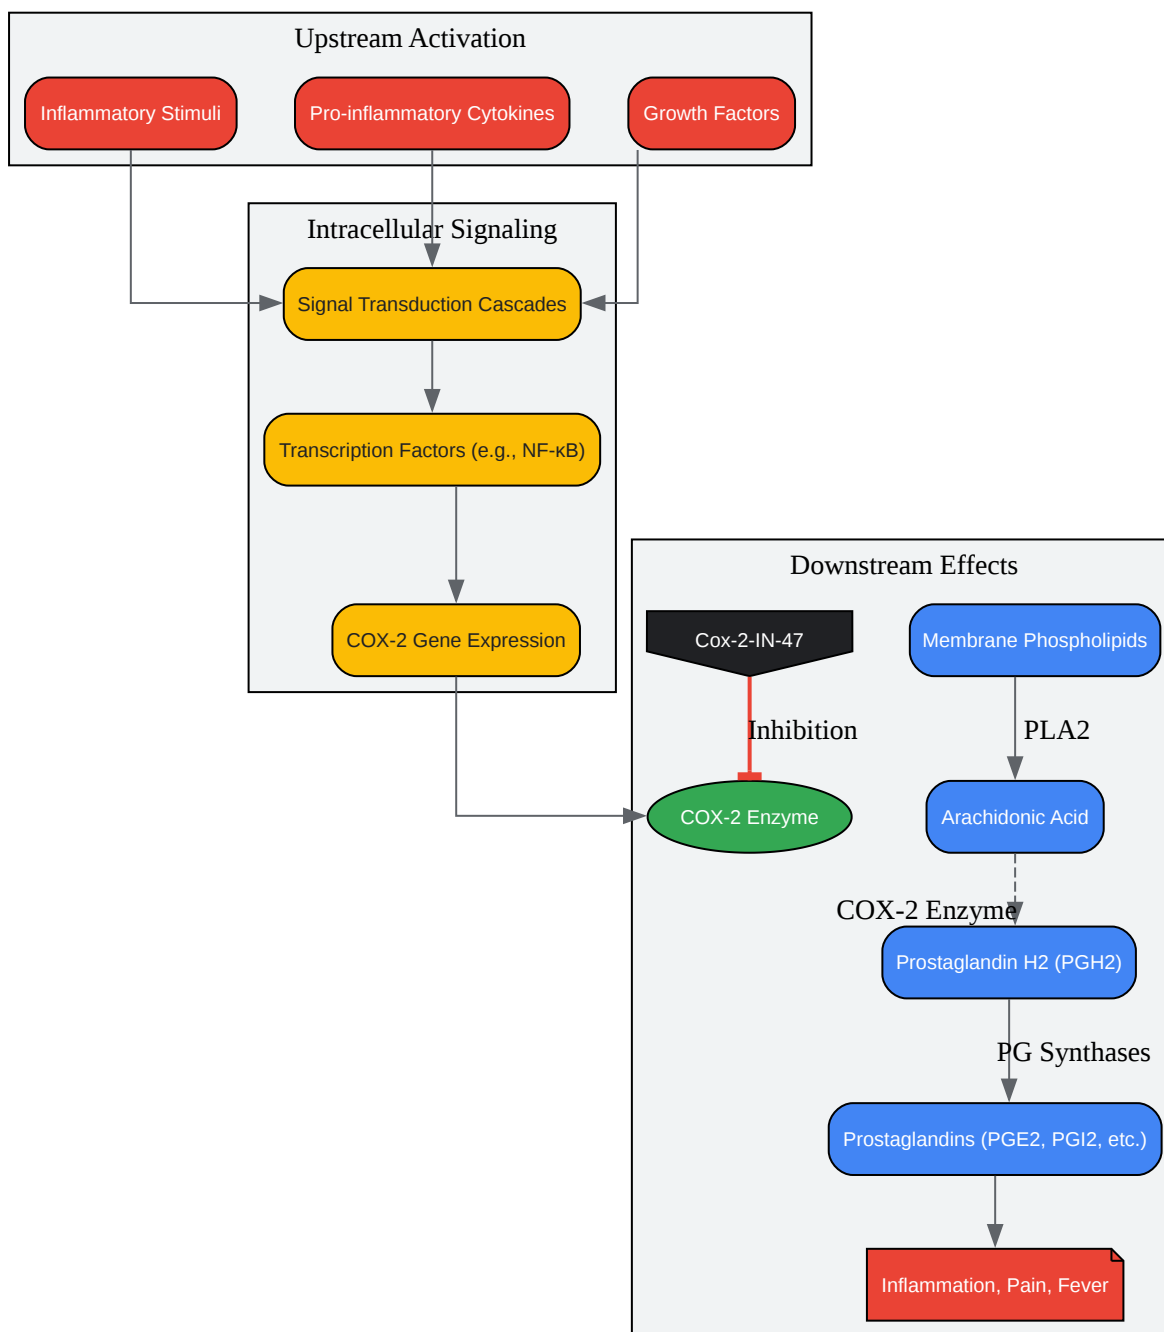 Upstream Activation
Inflammatory Stimuli
Pro-inflammatory Cytokines
Growth Factors
Intracellular Signaling
Signal Transduction Cascades
Transcription Factors (e.g., NF-κB)
COX-2 Gene Expression
Downstream Effects
Cox-2-IN-47
Membrane Phospholipids
Inhibition
PLA2
COX-2 Enzyme
Arachidonic Acid
COX-2 Enzyme
Prostaglandin H2 (PGH2)
PG Synthases
Prostaglandins (PGE2, PGI2, etc.)
Inflammation, Pain, Fever